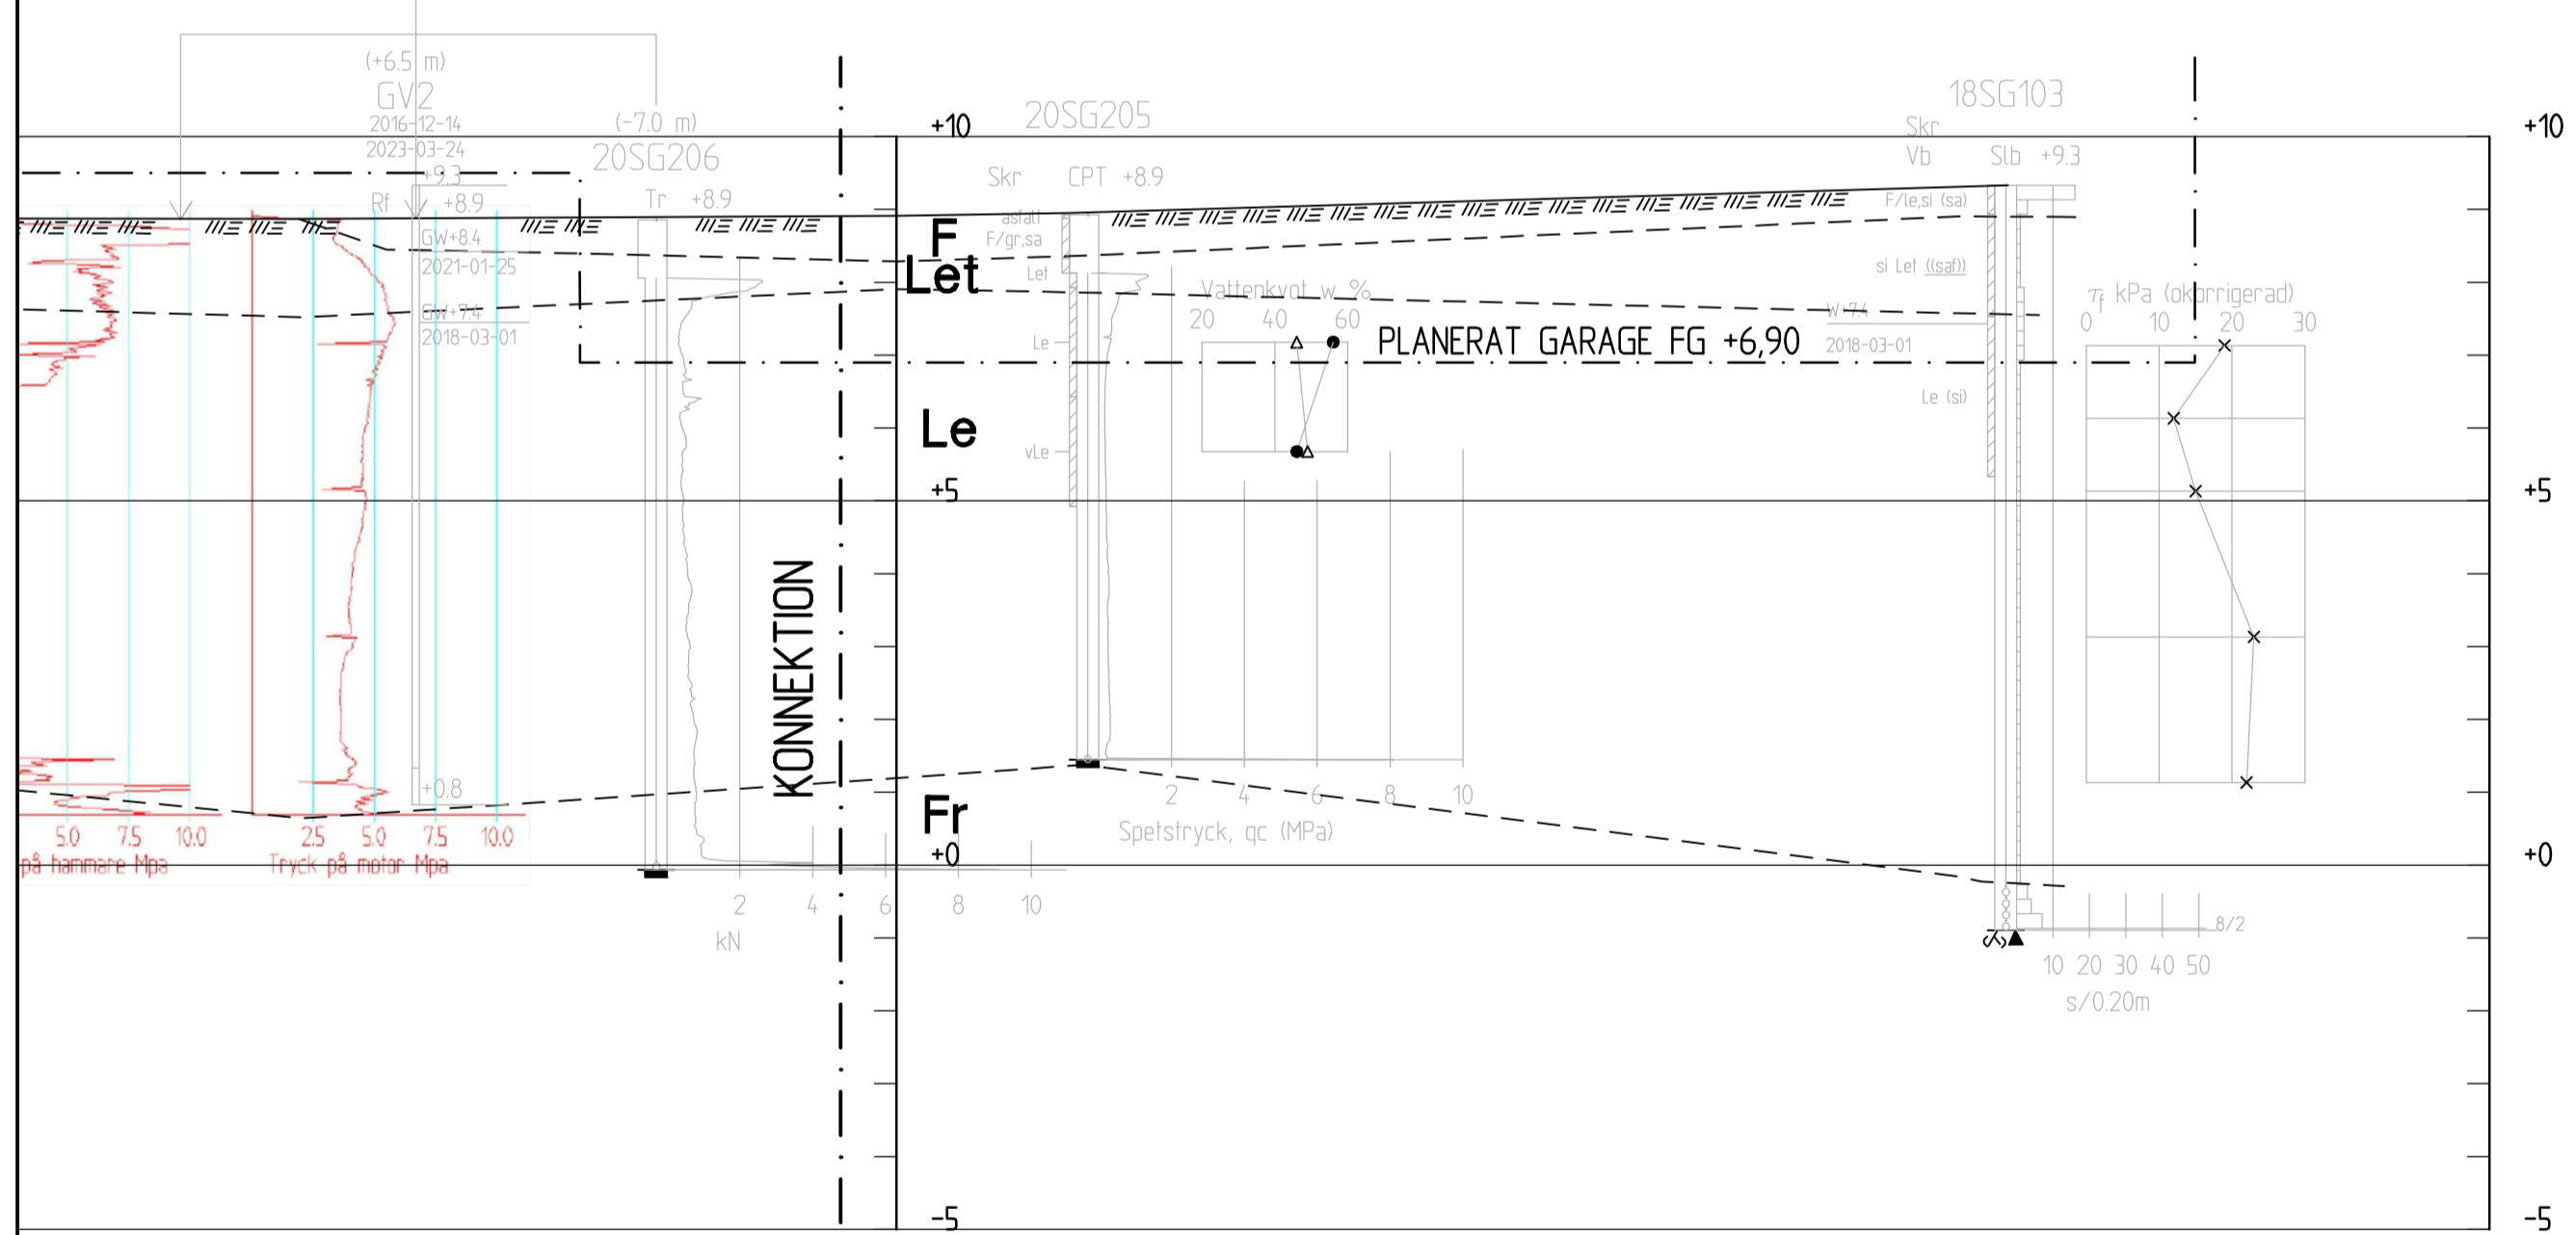 (+6.5 m)
GV2
2016-12-14
2023-03-24
+9.3
Rf +8.9
GW+8.4
2021-01-25
GW+7.4
2018-03-01
+0.8
5.0 7.5 10.0
på hammare Mpa
2.5 5.0 7.5 10.0
Tryck på motor Mpa
(-7.0 m)
20SG206
Tr +8.9
2 4 6 8 10
kN
KONNEKTION
+10
+5
+0
-5
F
Let
Le
Fr
20SG205
Skr CPT +8.9
asfalt
F/gr,sa
Let
Le
vLe
Vattenkvot w %
20 40 60
PLANERAT GARAGE FG +6,90
2 4 6 8 10
Spetstryck, qc (MPa)
18SG103
Skr
Vb Slb +9.3
F/le,si (sa)
si Let ((saf))
W+7.4
2018-03-01
Le (si)
τf kPa (okorrigerad)
0 10 20 30
8/2
10 20 30 40 50
s/0.20m
+10
+5
+0
-5